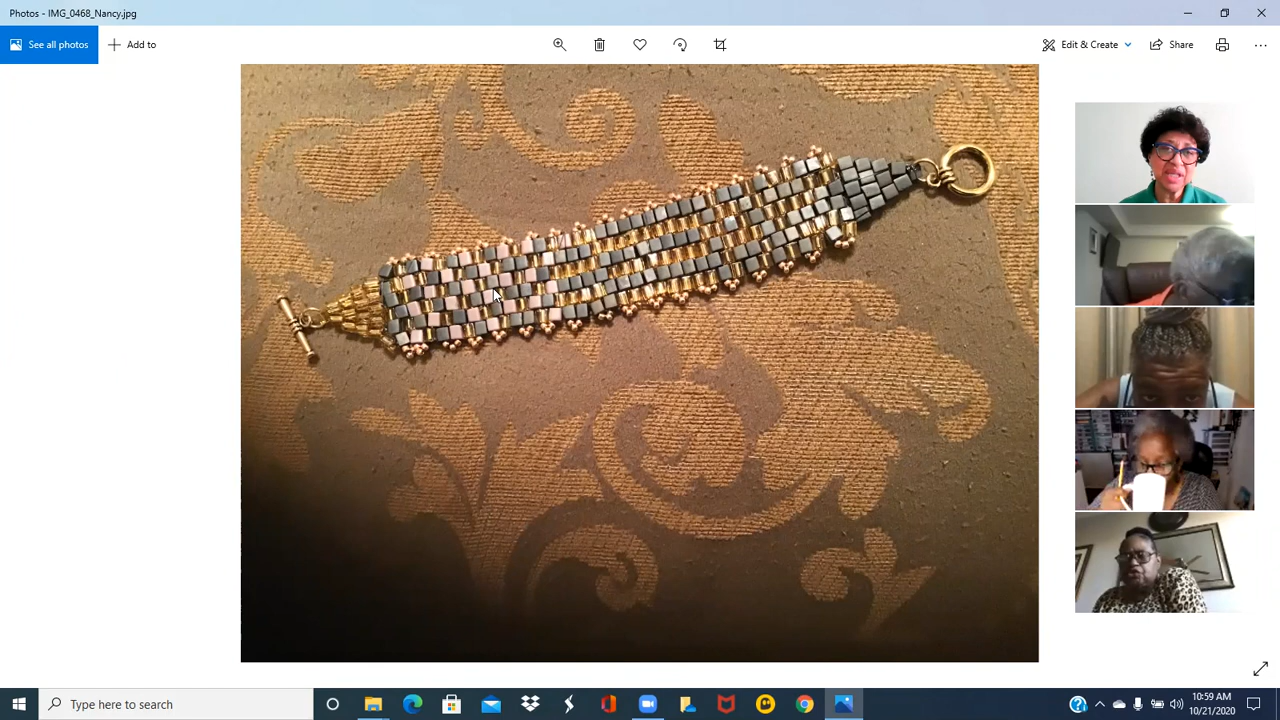 Photos - IMG_0468_Nancy.jpg
See all photos
Add to
Edit & Create
Share
Type here to search
10:59 AM
10/21/2020